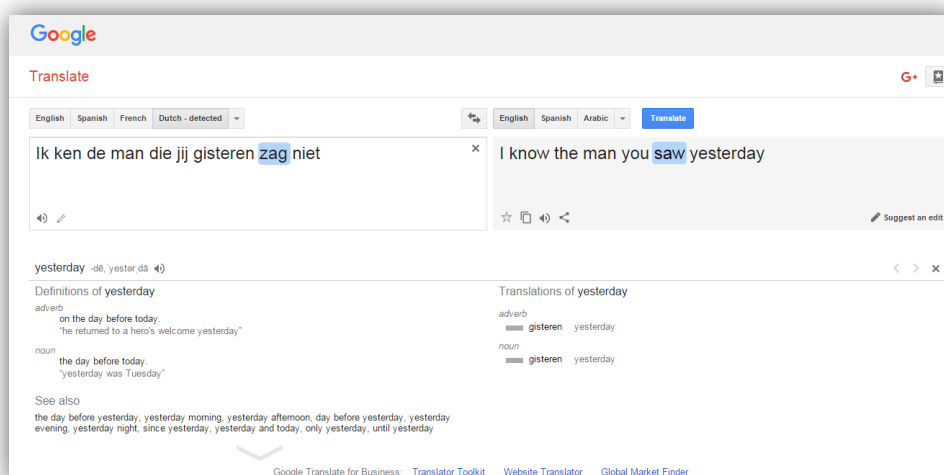 Google
Translate
G+
English Spanish French Dutch - detected
English Spanish Arabic Translate
Ik ken de man die jij gisteren zag niet
I know the man you saw yesterday
Suggest an edit
yesterday -dē,ˈyestərˌdā
Definitions of yesterday
adverb
on the day before today.
"he returned to a hero's welcome yesterday"
noun
the day before today.
"yesterday was Tuesday"
See also
the day before yesterday, yesterday morning, yesterday afternoon, day before yesterday, yesterday
evening, yesterday night, since yesterday, yesterday and today, only yesterday, until yesterday
Translations of yesterday
adverb
gisteren yesterday
noun
gisteren yesterday
Google Translate for Business: Translator Toolkit Website Translator Global Market Finder